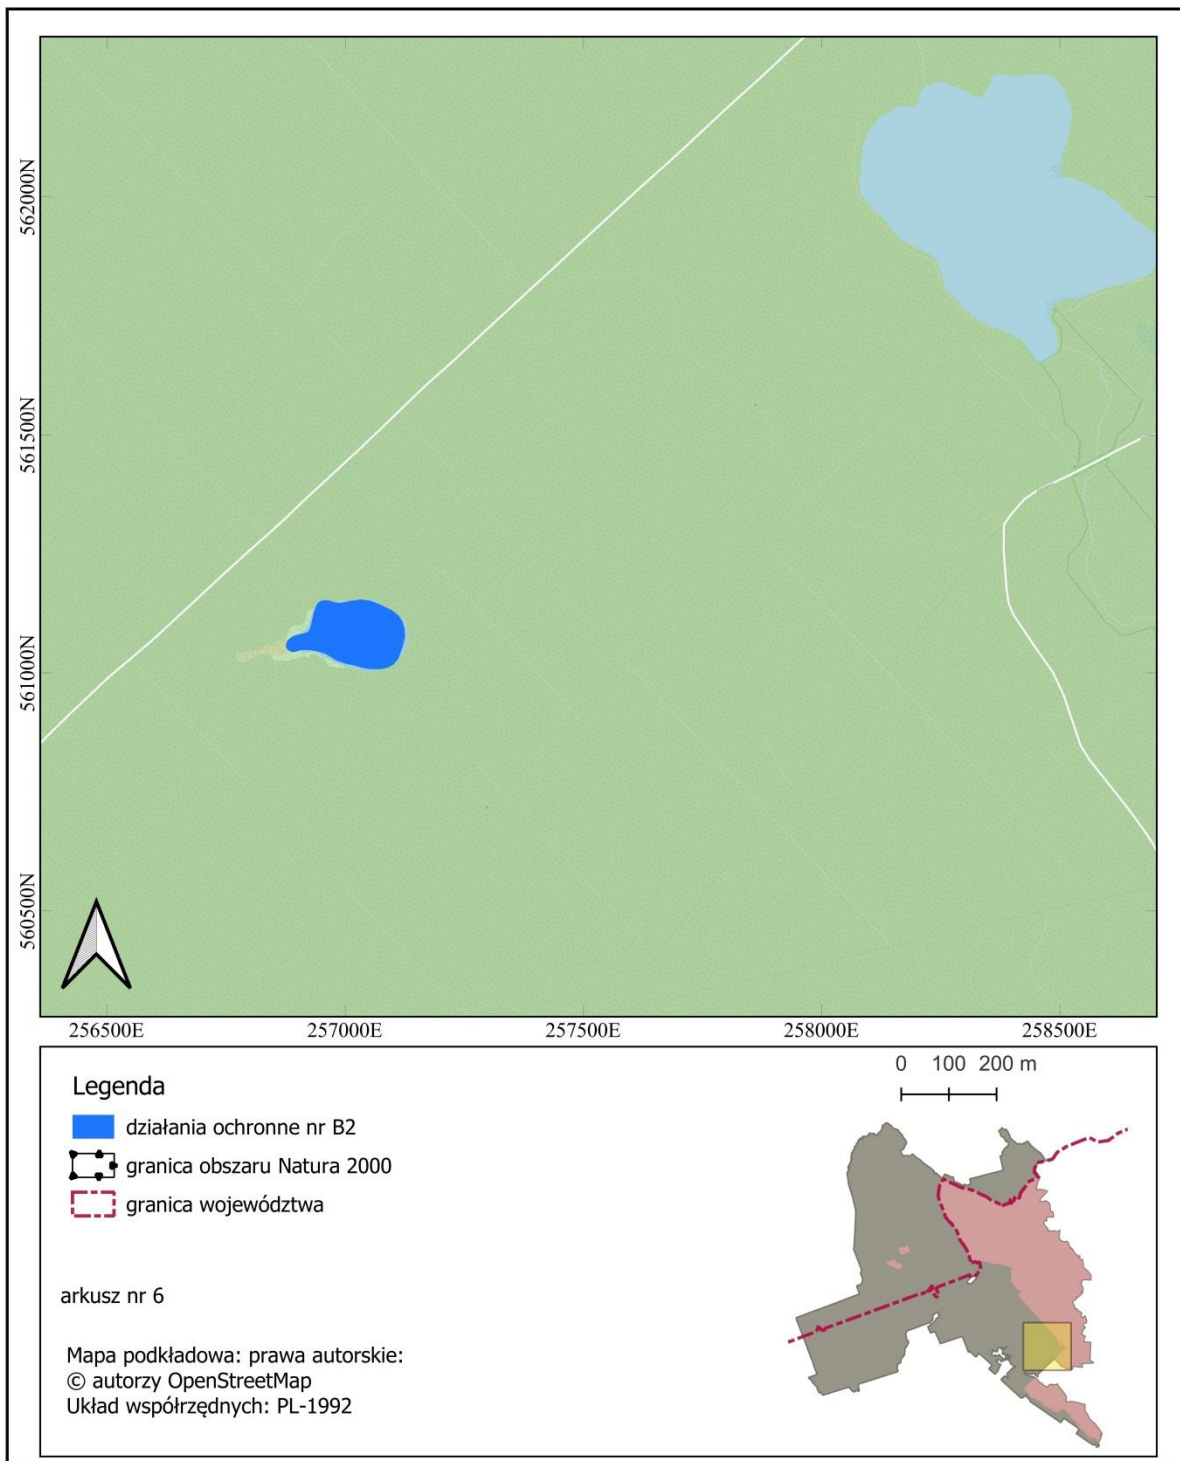 562000N
561500N
561000N
560500N
256500E 257000E 257500E 258000E 258500E
Legenda
działania ochronne nr B2
granica obszaru Natura 2000
granica województwa
arkusz nr 6
Mapa podkładowa: prawa autorskie:
© autorzy OpenStreetMap
Układ współrzędnych: PL-1992
0 100 200 m